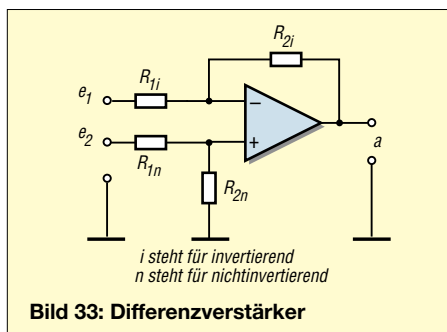 R2i
e1
R1i
−
e2
R1n
+
a
R2n
i steht für invertierend
n steht für nichtinvertierend
Bild 33: Differenzverstärker